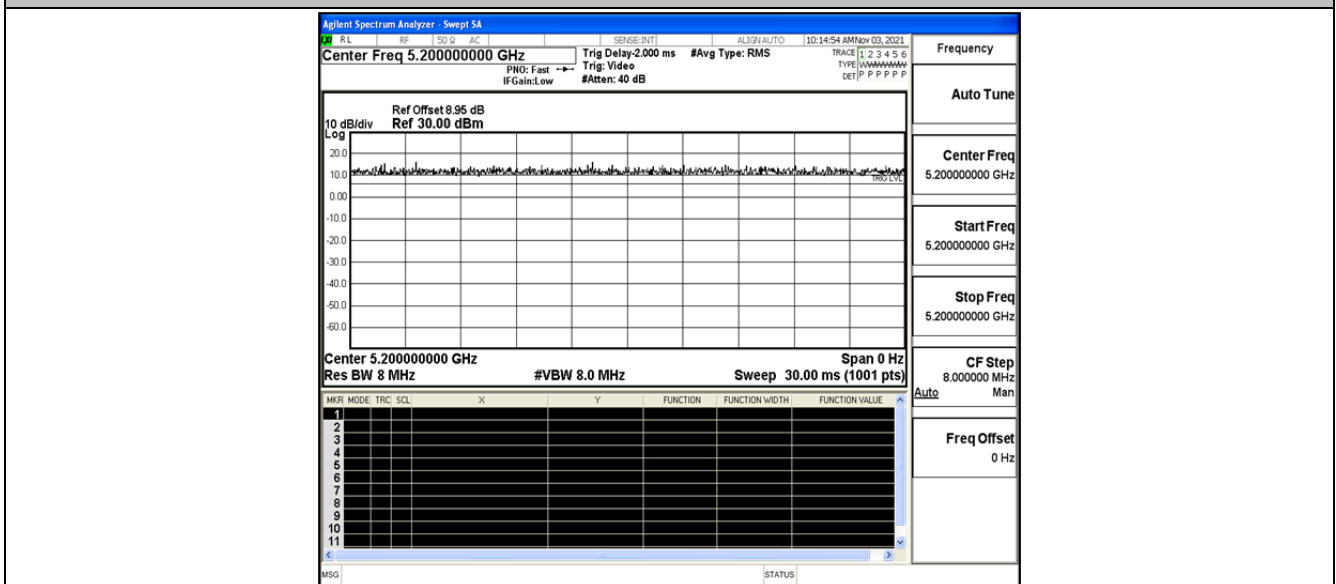 Agilent Spectrum Analyzer - Swept SA
RL RF 50 Ω AC SENSE:INT ALIGN AUTO 10:14:54 AM Nov 03, 2021
Center Freq 5.200000000 GHz
PNO: Fast
IFGain:Low
Trig Delay-2.000 ms
Trig: Video
#Atten: 40 dB
#Avg Type: RMS
TRACE 1 2 3 4 5 6
TYPE WWWWWW
DET P P P P P P
Ref Offset 8.95 dB
Ref 30.00 dBm
10 dB/div
Log
20.0
10.0
0.00
-10.0
-20.0
-30.0
-40.0
-50.0
-60.0
TRIG LVL
Center 5.200000000 GHz Span 0 Hz
Res BW 8 MHz #VBW 8.0 MHz Sweep 30.00 ms (1001 pts)
MKR MODE TRC SCL X Y FUNCTION FUNCTION WIDTH FUNCTION VALUE
1
2
3
4
5
6
7
8
9
10
11
MSG STATUS
Frequency
Auto Tune
Center Freq
5.200000000 GHz
Start Freq
5.200000000 GHz
Stop Freq
5.200000000 GHz
CF Step
8.000000 MHz
Auto Man
Freq Offset
0 Hz